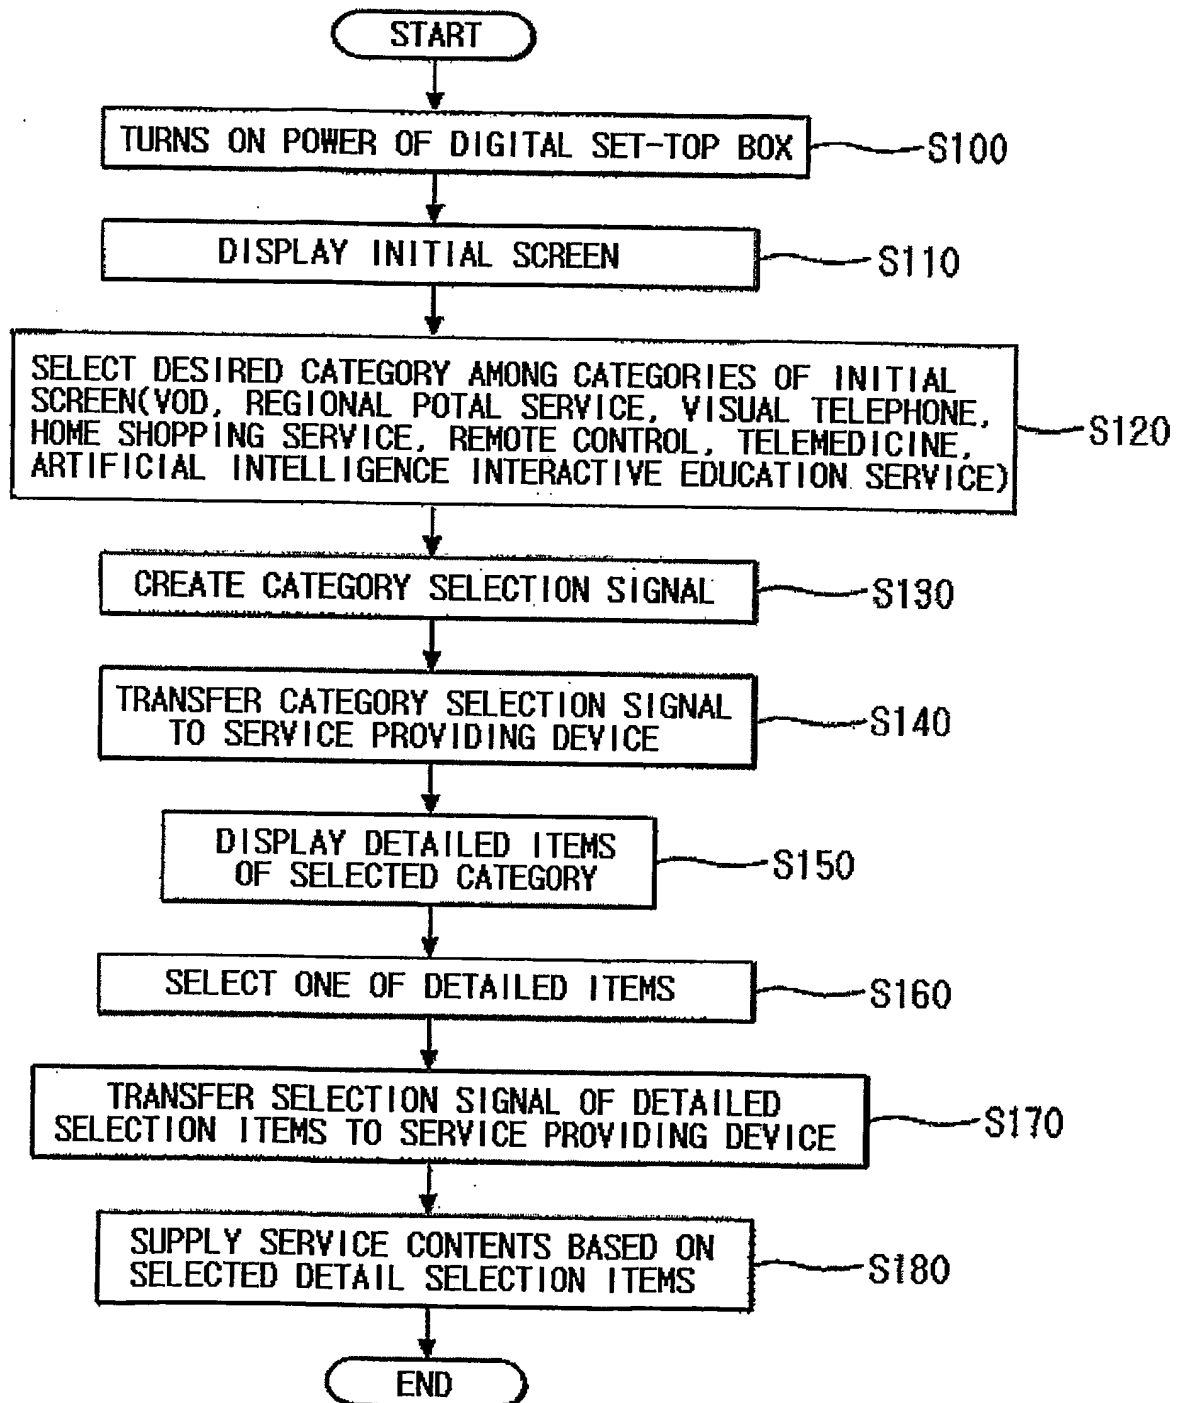 START
TURNS ON POWER OF DIGITAL SET-TOP BOX
S100
DISPLAY INITIAL SCREEN
S110
SELECT DESIRED CATEGORY AMONG CATEGORIES OF INITIAL
SCREEN(VOD, REGIONAL POTAL SERVICE, VISUAL TELEPHONE,
HOME SHOPPING SERVICE, REMOTE CONTROL, TELEMEDICINE,
ARTIFICIAL INTELLIGENCE INTERACTIVE EDUCATION SERVICE)
S120
CREATE CATEGORY SELECTION SIGNAL
S130
TRANSFER CATEGORY SELECTION SIGNAL
TO SERVICE PROVIDING DEVICE
S140
DISPLAY DETAILED ITEMS
OF SELECTED CATEGORY
S150
SELECT ONE OF DETAILED ITEMS
S160
TRANSFER SELECTION SIGNAL OF DETAILED
SELECTION ITEMS TO SERVICE PROVIDING DEVICE
S170
SUPPLY SERVICE CONTENTS BASED ON
SELECTED DETAIL SELECTION ITEMS
S180
END